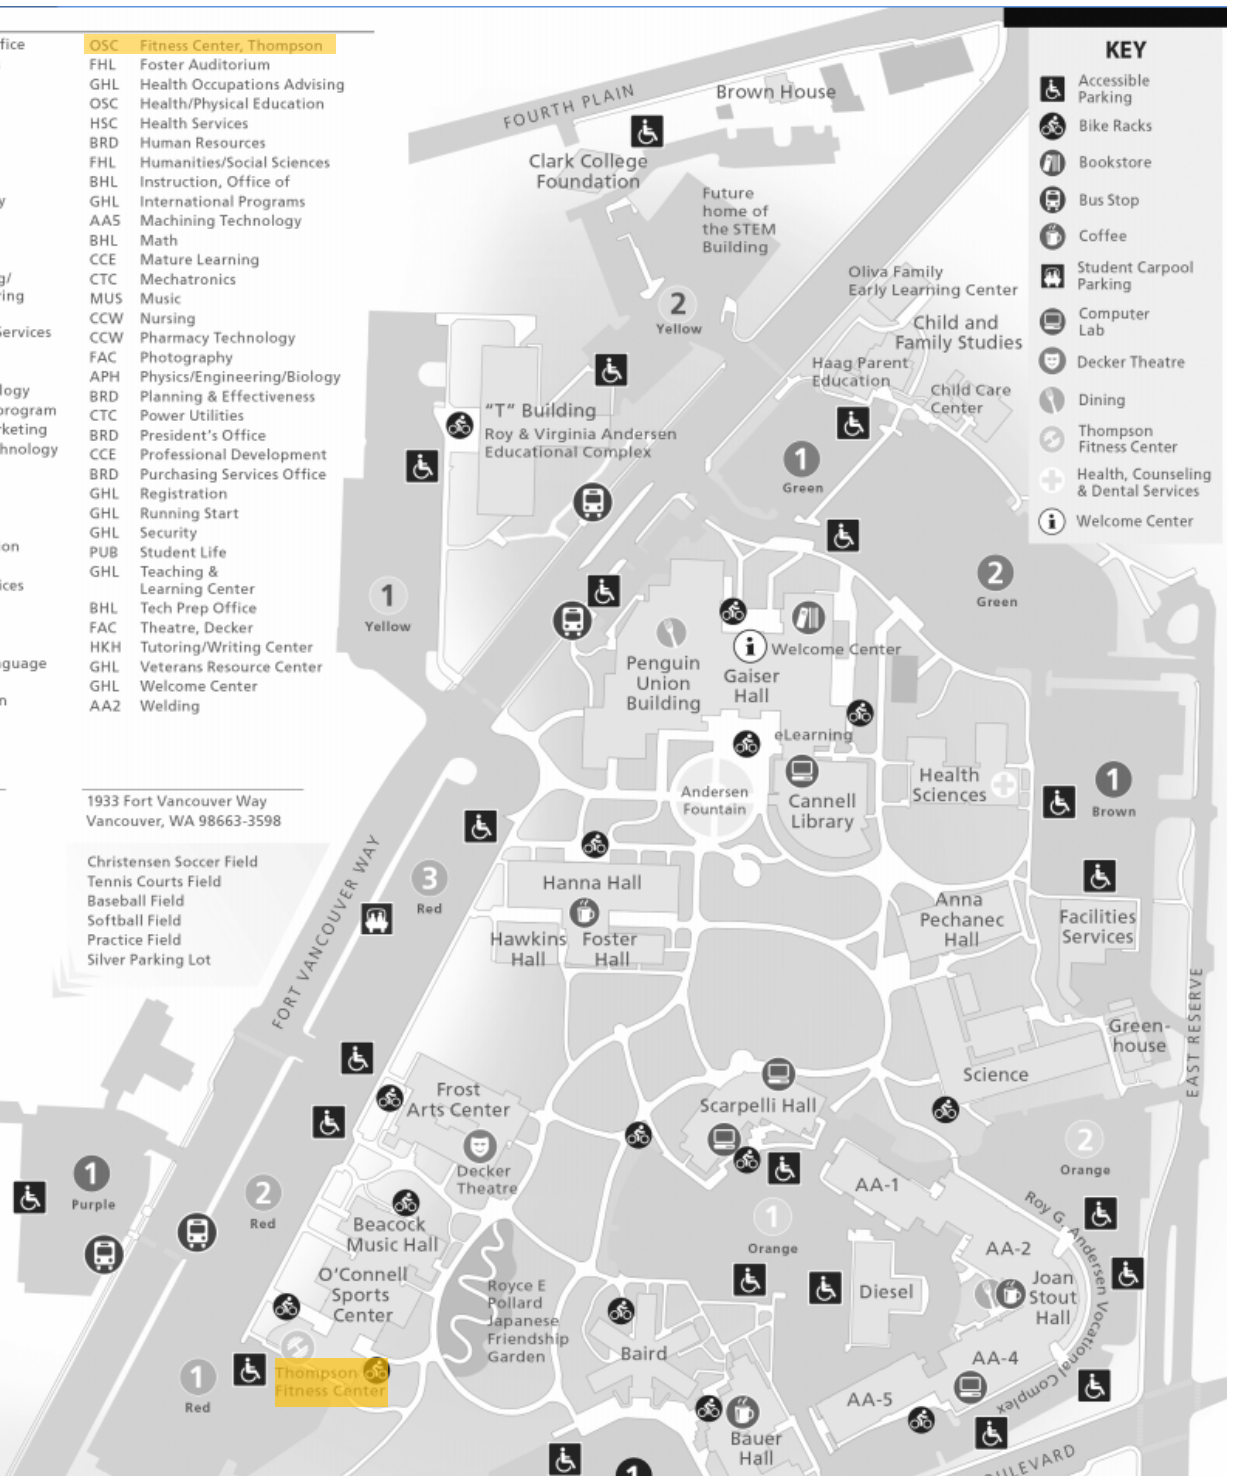 fice
OSC Fitness Center, Thompson
FHL Foster Auditorium
GHL Health Occupations Advising
OSC Health/Physical Education
HSC Health Services
BRD Human Resources
FHL Humanities/Social Sciences
BHL Instruction, Office of
y
GHL International Programs
AA5 Machining Technology
BHL Math
CCE Mature Learning
g/
CTC Mechatronics
ring
MUS Music
CCW Nursing
Services
CCW Pharmacy Technology
FAC Photography
APH Physics/Engineering/Biology
logy
BRD Planning & Effectiveness
program
CTC Power Utilities
rketing
BRD President's Office
hnology
CCE Professional Development
BRD Purchasing Services Office
GHL Registration
GHL Running Start
GHL Security
ion
PUB Student Life
GHL Teaching &
Learning Center
ices
BHL Tech Prep Office
FAC Theatre, Decker
HKH Tutoring/Writing Center
nguage
GHL Veterans Resource Center
GHL Welcome Center
n
AA2 Welding
1933 Fort Vancouver Way
Vancouver, WA 98663-3598
Christensen Soccer Field
Tennis Courts Field
Baseball Field
Softball Field
Practice Field
Silver Parking Lot
KEY
Accessible
Parking
Bike Racks
Bookstore
Bus Stop
Coffee
Student Carpool
Parking
Computer
Lab
Decker Theatre
Dining
Thompson
Fitness Center
Health, Counseling
& Dental Services
i Welcome Center
FOURTH PLAIN
Brown House
Clark College
Foundation
Future
home of
the STEM
Building
2
Yellow
Oliva Family
Early Learning Center
Child and
Family Studies
Haag Parent
Education
Child Care
Center
"T" Building
Roy & Virginia Andersen
Educational Complex
1
Green
2
Green
1
Yellow
Penguin
Union
Building
i
Welcome Center
Gaiser
Hall
eLearning
Andersen
Fountain
Cannell
Library
Health
Sciences
1
Brown
FORT VANCOUVER WAY
3
Red
Hanna Hall
Hawkins
Hall
Foster
Hall
Anna
Pechanec
Hall
Facilities
Services
EAST RESERVE
Green-
house
Science
Frost
Arts Center
Decker
Theatre
Scarpelli Hall
2
Orange
1
Purple
2
Red
Beacock
Music Hall
AA-1
1
Orange
Roy G. Andersen Vocational Complex
AA-2
O'Connell
Sports
Center
Royce E
Pollard
Japanese
Friendship
Garden
Diesel
Joan
Stout
Hall
Baird
AA-4
1
Red
Thompson
Fitness Center
AA-5
Bauer
Hall
OULEVARD
1